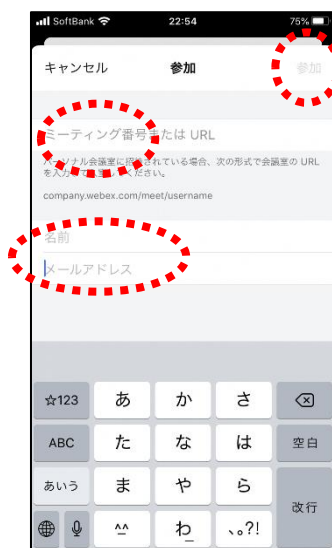 SoftBank 22:54 75%
キャンセル 参加 参加
ミーティング番号または URL
パーソナル会議室に招待されている場合、次の形式で会議室の URL
を入力してください。
company.webex.com/meet/username
名前
メールアドレス
☆123 あ か さ
ABC た な は 空白
あいう ま や ら 改行
^^ わ_ 、。?!